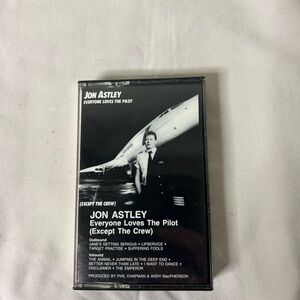 JON ASTLEY
EVERYONE LOVES THE PILOT
(EXCEPT THE CREW)
JON ASTLEY
Everyone Loves The Pilot
(Except The Crew)
Outbound
JANE'S GETTING SERIOUS • LIPSERVICE •
TARGET PRACTISE • SUFFERING FOOLS
Inbound
THE ANIMAL • JUMPING IN THE DEEP END •
BETTER NEVER THAN LATE • I WANT TO DANCE •
DISCLAIMER • THE EMPEROR
PRODUCED BY PHIL CHAPMAN & ANDY MacPHERSON